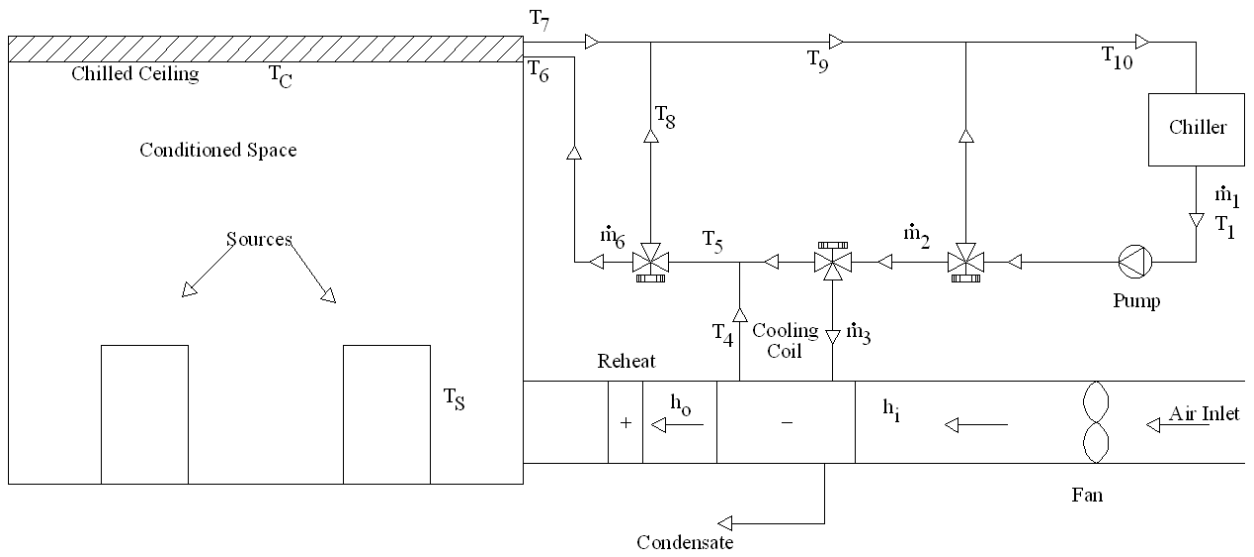 T7
T9
T10
Chilled Ceiling
TC
T6
T8
Chiller
Conditioned Space
ṁ1
T1
Sources
ṁ6
T5
ṁ2
Pump
T4
Cooling
Coil
ṁ3
Reheat
TS
+
ho
−
hi
Air Inlet
Fan
Condensate